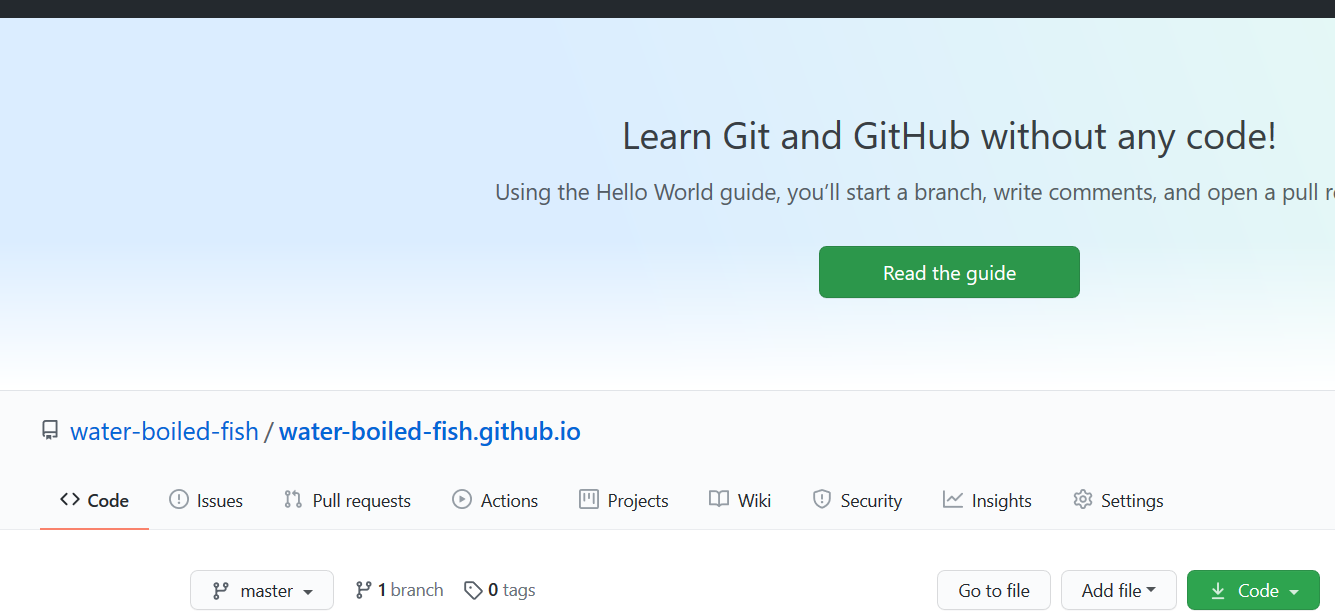 Learn Git and GitHub without any code!
Using the Hello World guide, you’ll start a branch, write comments, and open a pull
Read the guide
water-boiled-fish / water-boiled-fish.github.io
Code Issues Pull requests Actions Projects Wiki Security Insights Settings
master 1 branch 0 tags Go to file Add file Code